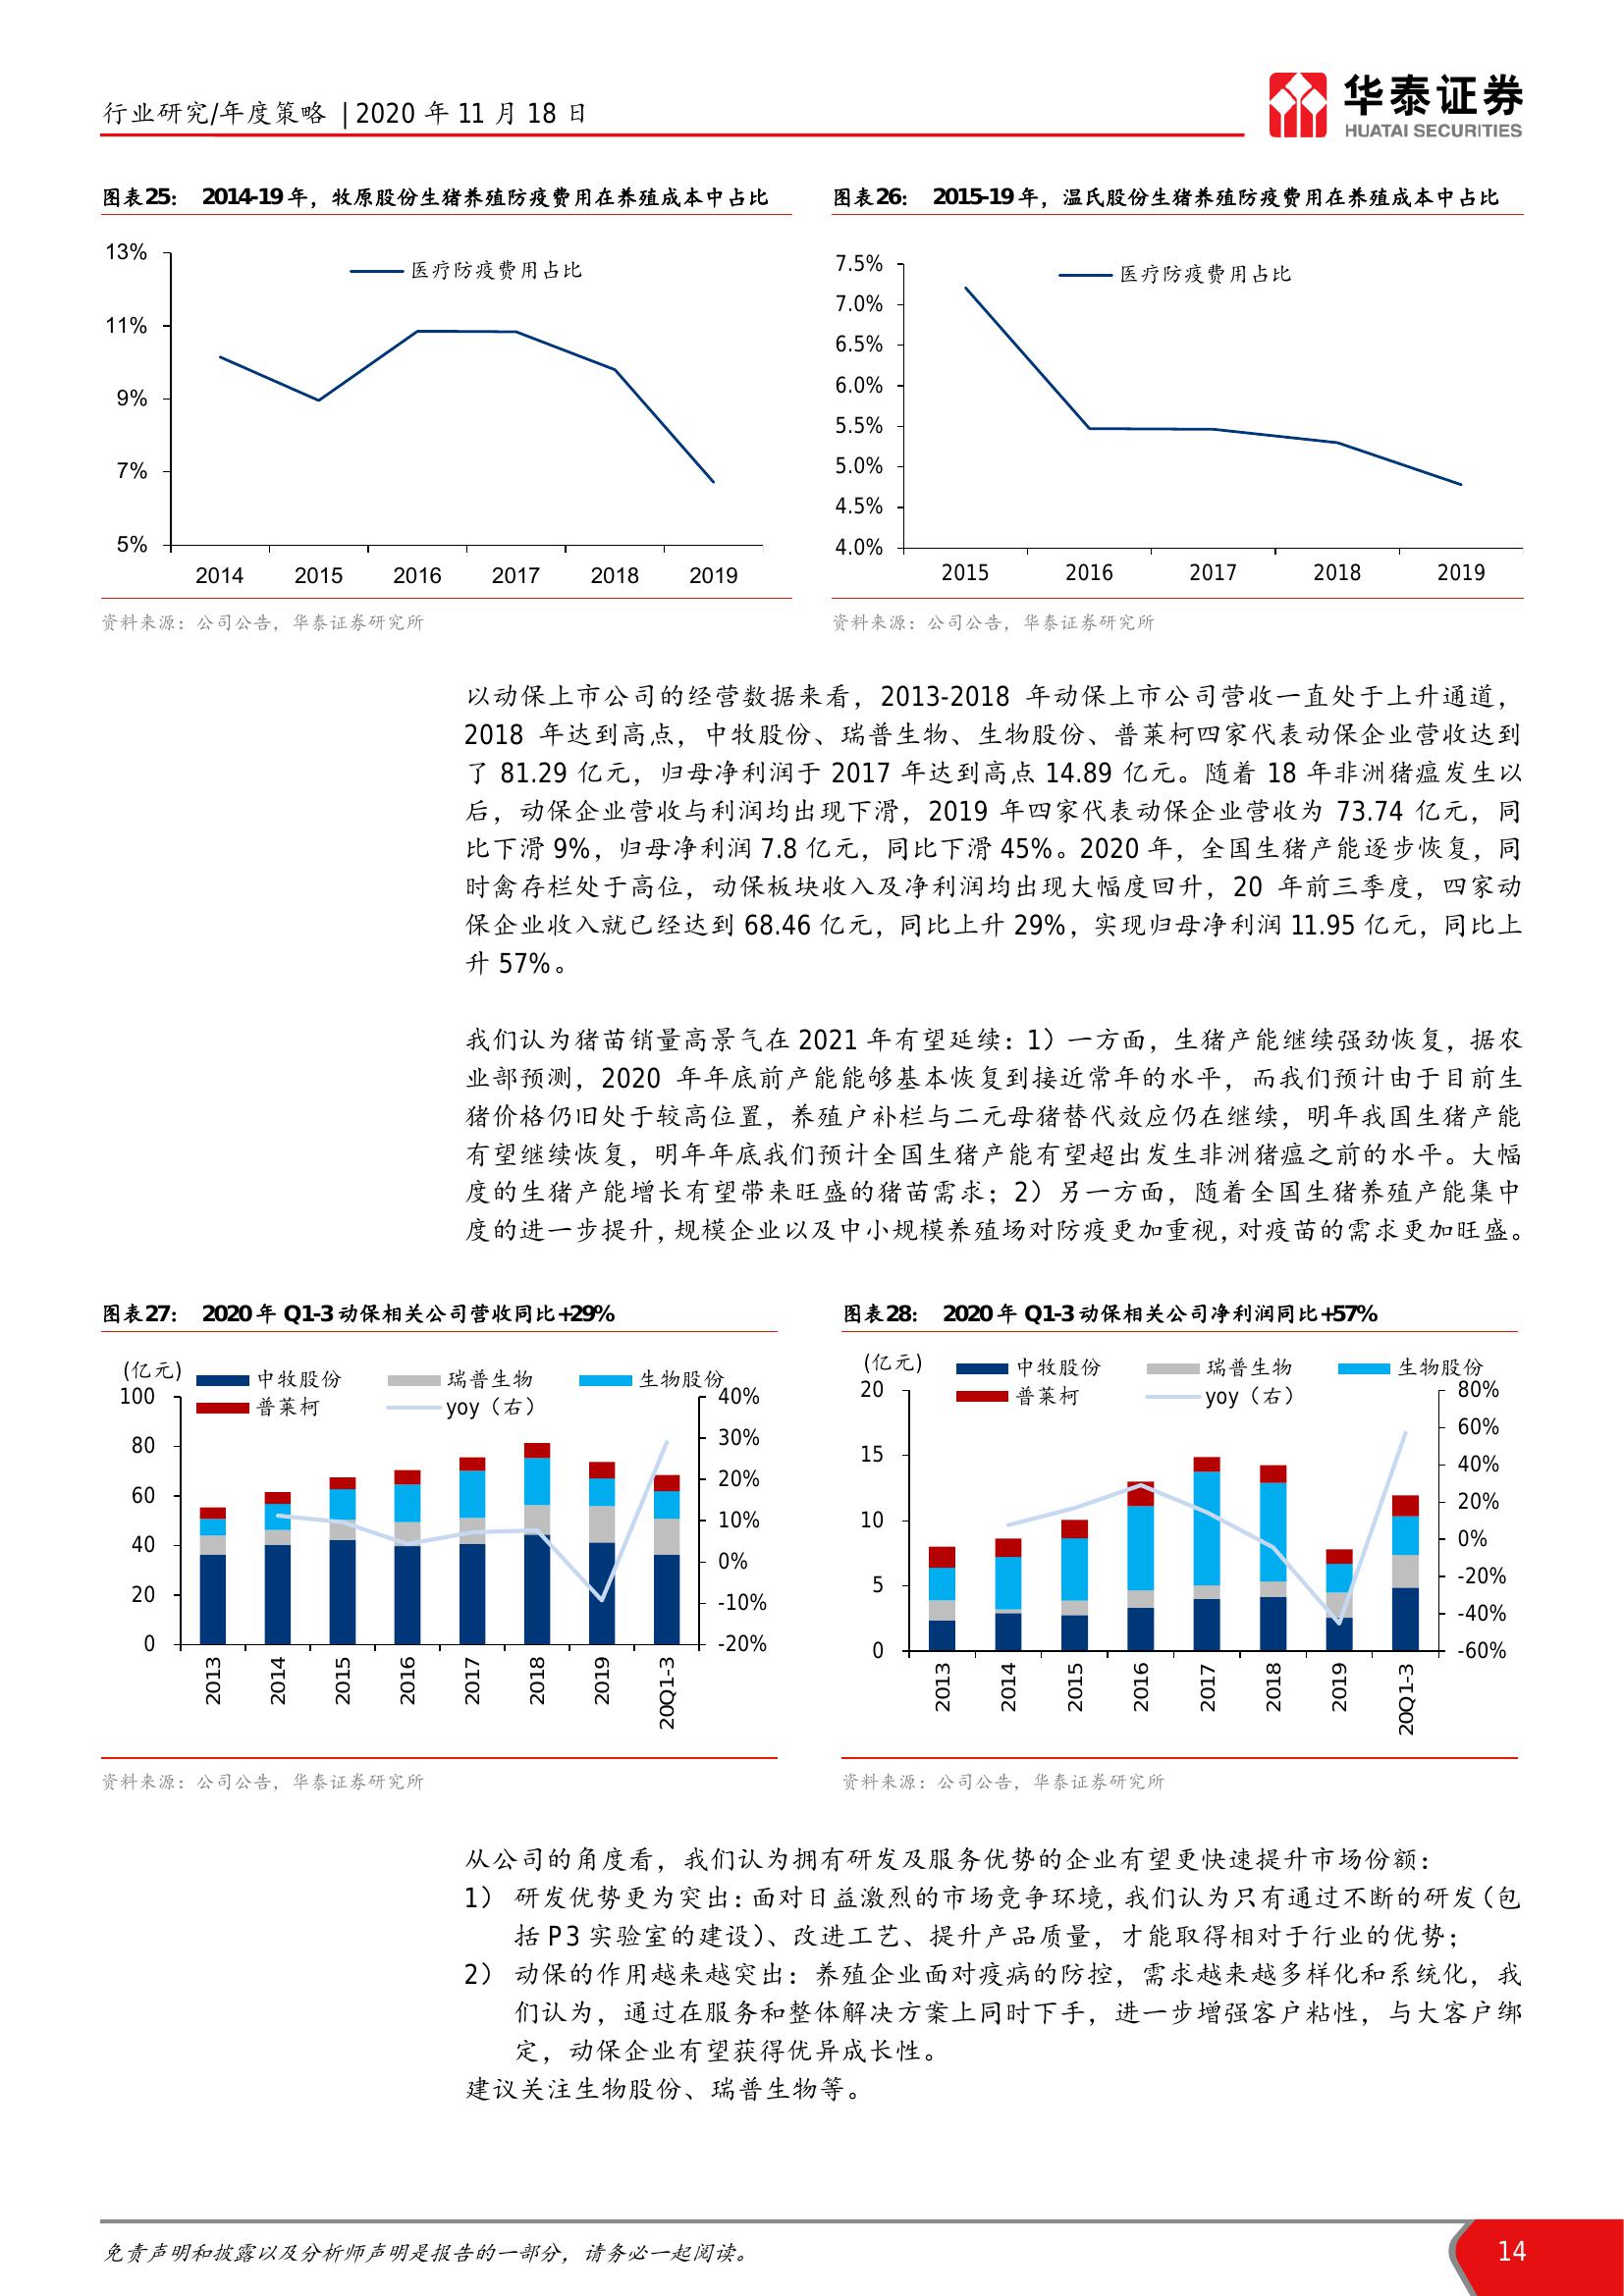 行业研究/年度策略 | 2020 年 11 月 18 日
华泰证券
HUATAI SECURITIES
图表25： 2014-19 年，牧原股份生猪养殖防疫费用在养殖成本中占比
13%
11%
9%
7%
5%
医疗防疫费用占比
2014 2015 2016 2017 2018 2019
资料来源：公司公告，华泰证券研究所
图表26： 2015-19 年，温氏股份生猪养殖防疫费用在养殖成本中占比
7.5%
7.0%
6.5%
6.0%
5.5%
5.0%
4.5%
4.0%
医疗防疫费用占比
2015 2016 2017 2018 2019
资料来源：公司公告，华泰证券研究所
以动保上市公司的经营数据来看，2013-2018 年动保上市公司营收一直处于上升通道，
2018 年达到高点，中牧股份、瑞普生物、生物股份、普莱柯四家代表动保企业营收达到
了 81.29 亿元，归母净利润于 2017 年达到高点 14.89 亿元。随着 18 年非洲猪瘟发生以
后，动保企业营收与利润均出现下滑，2019 年四家代表动保企业营收为 73.74 亿元，同
比下滑 9%，归母净利润 7.8 亿元，同比下滑 45%。2020 年，全国生猪产能逐步恢复，同
时禽存栏处于高位，动保板块收入及净利润均出现大幅度回升，20 年前三季度，四家动
保企业收入就已经达到 68.46 亿元，同比上升 29%，实现归母净利润 11.95 亿元，同比上
升 57%。
我们认为猪苗销量高景气在 2021 年有望延续：1）一方面，生猪产能继续强劲恢复，据农
业部预测，2020 年年底前产能能够基本恢复到接近常年的水平，而我们预计由于目前生
猪价格仍旧处于较高位置，养殖户补栏与二元母猪替代效应仍在继续，明年我国生猪产能
有望继续恢复，明年年底我们预计全国生猪产能有望超出发生非洲猪瘟之前的水平。大幅
度的生猪产能增长有望带来旺盛的猪苗需求；2）另一方面，随着全国生猪养殖产能集中
度的进一步提升，规模企业以及中小规模养殖场对防疫更加重视，对疫苗的需求更加旺盛。
图表27： 2020 年 Q1-3 动保相关公司营收同比+29%
(亿元)
中牧股份 瑞普生物 生物股份
普莱柯 yoy（右）
100
80
60
40
20
0
40%
30%
20%
10%
0%
-10%
-20%
2013 2014 2015 2016 2017 2018 2019 20Q1-3
资料来源：公司公告，华泰证券研究所
图表28： 2020 年 Q1-3 动保相关公司净利润同比+57%
(亿元)
中牧股份 瑞普生物 生物股份
普莱柯 yoy（右）
20
15
10
5
0
80%
60%
40%
20%
0%
-20%
-40%
-60%
2013 2014 2015 2016 2017 2018 2019 20Q1-3
资料来源：公司公告，华泰证券研究所
从公司的角度看，我们认为拥有研发及服务优势的企业有望更快速提升市场份额：
1） 研发优势更为突出：面对日益激烈的市场竞争环境，我们认为只有通过不断的研发（包
括 P3 实验室的建设）、改进工艺、提升产品质量，才能取得相对于行业的优势；
2） 动保的作用越来越突出：养殖企业面对疫病的防控，需求越来越多样化和系统化，我
们认为，通过在服务和整体解决方案上同时下手，进一步增强客户粘性，与大客户绑
定，动保企业有望获得优异成长性。
建议关注生物股份、瑞普生物等。
免责声明和披露以及分析师声明是报告的一部分，请务必一起阅读。
14